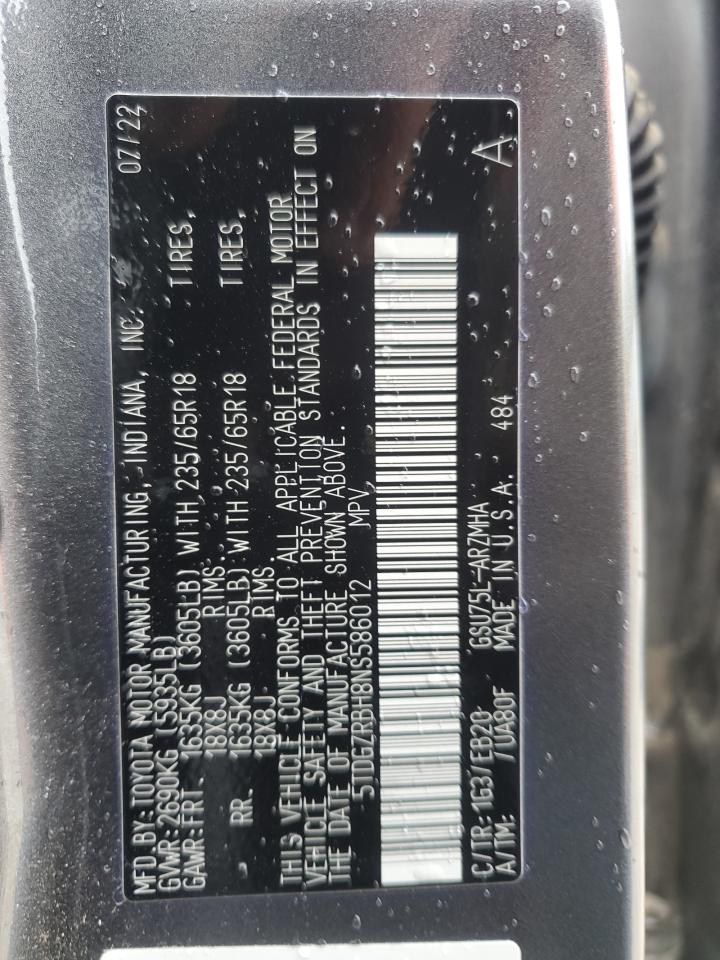 MFD.BY:TOYOTA MOTOR MANUFACTURING, INDIANA, INC. 07/22
GVWR:2690KG (5935LB)
GAWR:FRT. 1635KG (3605LB) WITH 235/65R18 TIRES,
18X8J RIMS
RR. 1635KG (3605LB) WITH 235/65R18 TIRES,
18X8J RIMS
THIS VEHICLE CONFORMS TO ALL APPLICABLE FEDERAL MOTOR
VEHICLE SAFETY AND THEFT PREVENTION STANDARDS IN EFFECT ON
THE DATE OF MANUFACTURE SHOWN ABOVE.
5TDGZRBH8NS586012 MPV
C/TR:1G3/EB20 GSU75L-ARZMHA A
A/TM: /UA80F MADE IN U.S.A. 484